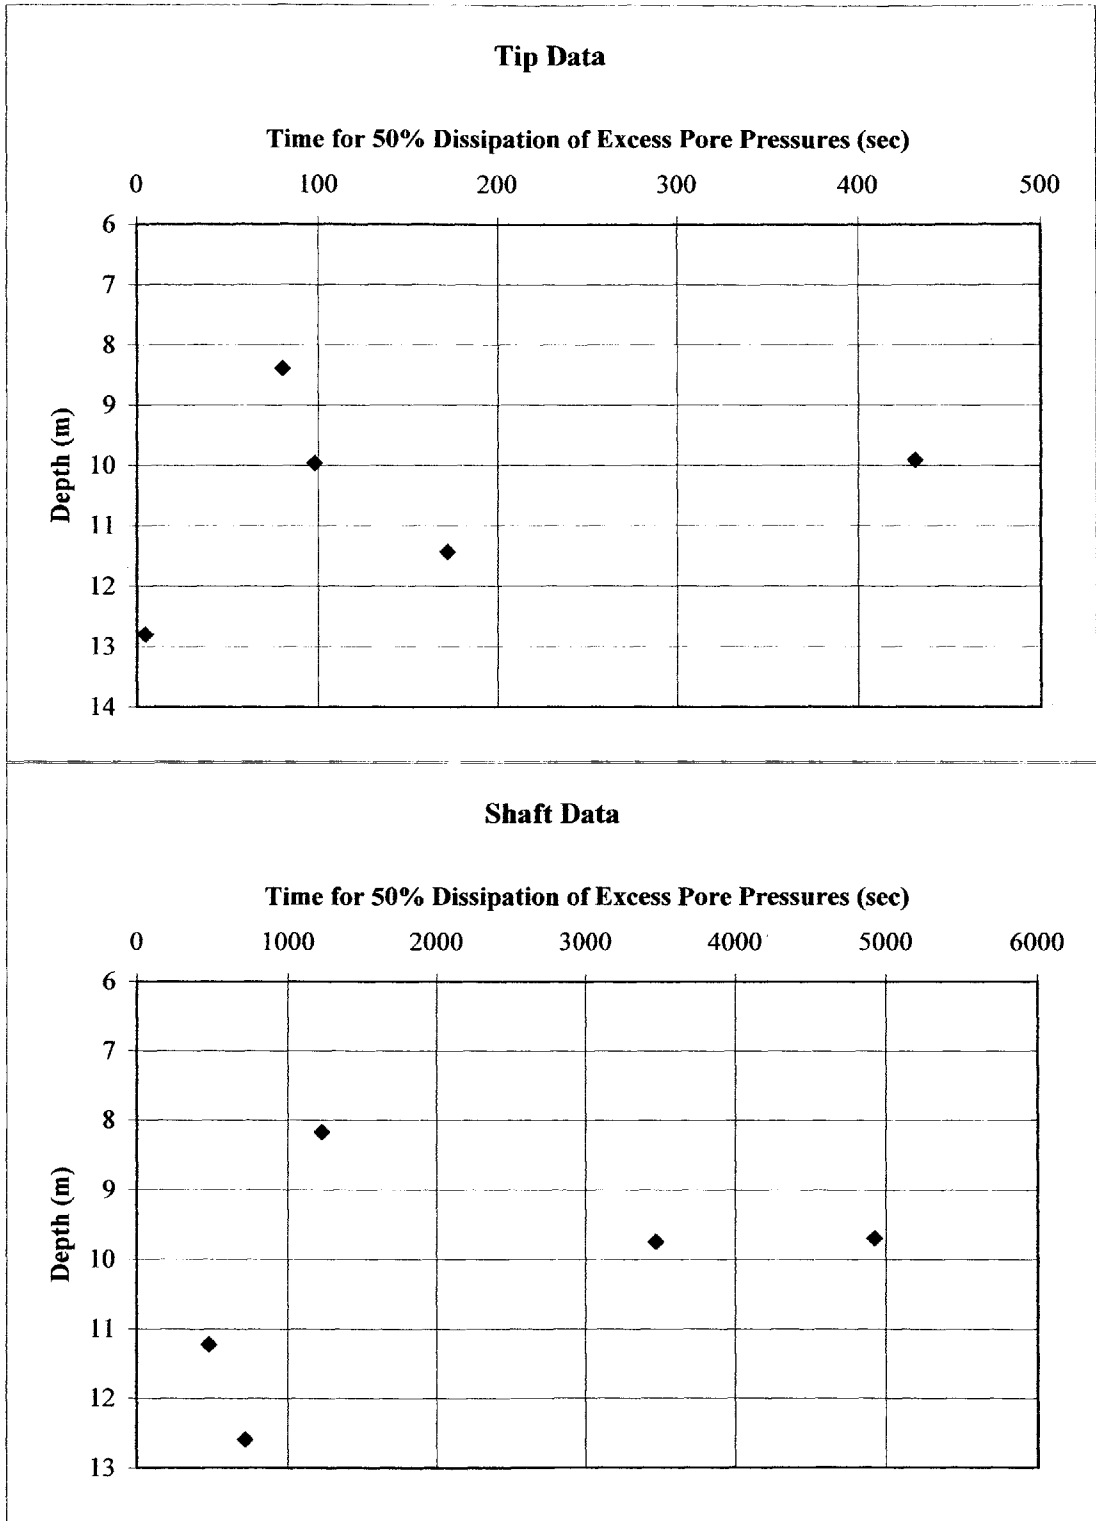 Tip Data
Time for 50% Dissipation of Excess Pore Pressures (sec)
0 100 200 300 400 500
6
7
8
9
10
11
12
13
14
Depth (m)
Shaft Data
Time for 50% Dissipation of Excess Pore Pressures (sec)
0 1000 2000 3000 4000 5000 6000
6
7
8
9
10
11
12
13
Depth (m)